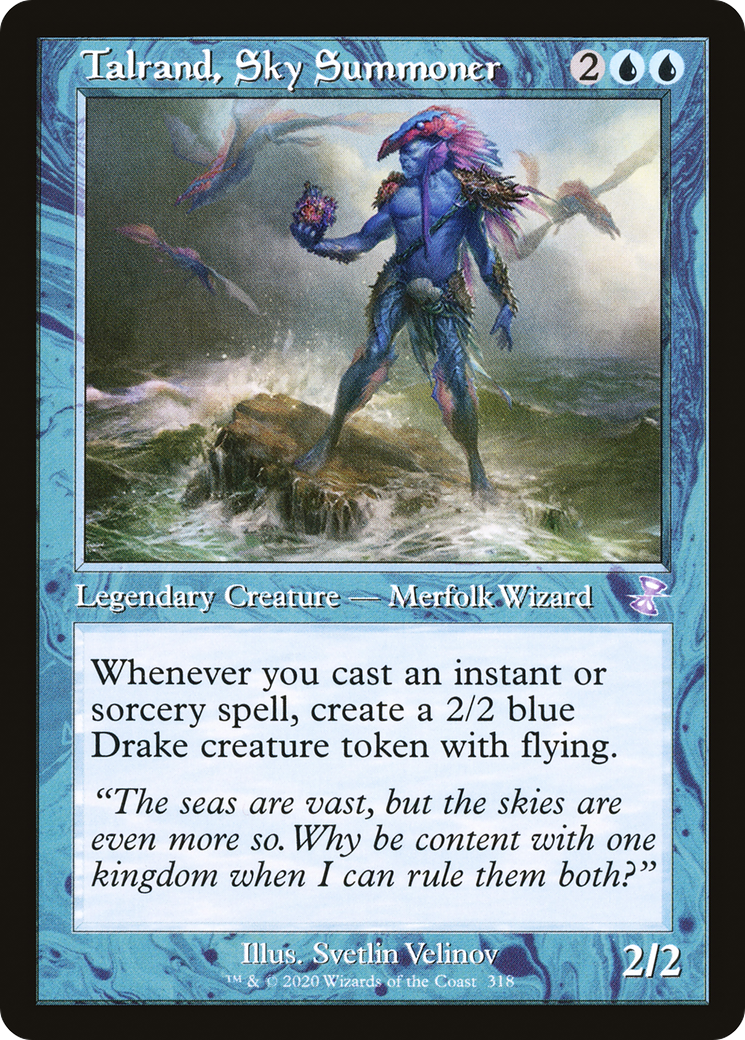 Talrand, Sky Summoner 2
Legendary Creature — Merfolk Wizard
Whenever you cast an instant or
sorcery spell, create a 2/2 blue
Drake creature token with flying.
“The seas are vast, but the skies are
even more so. Why be content with one
kingdom when I can rule them both?”
Illus. Svetlin Velinov
2/2
™ & © 2020 Wizards of the Coast 318